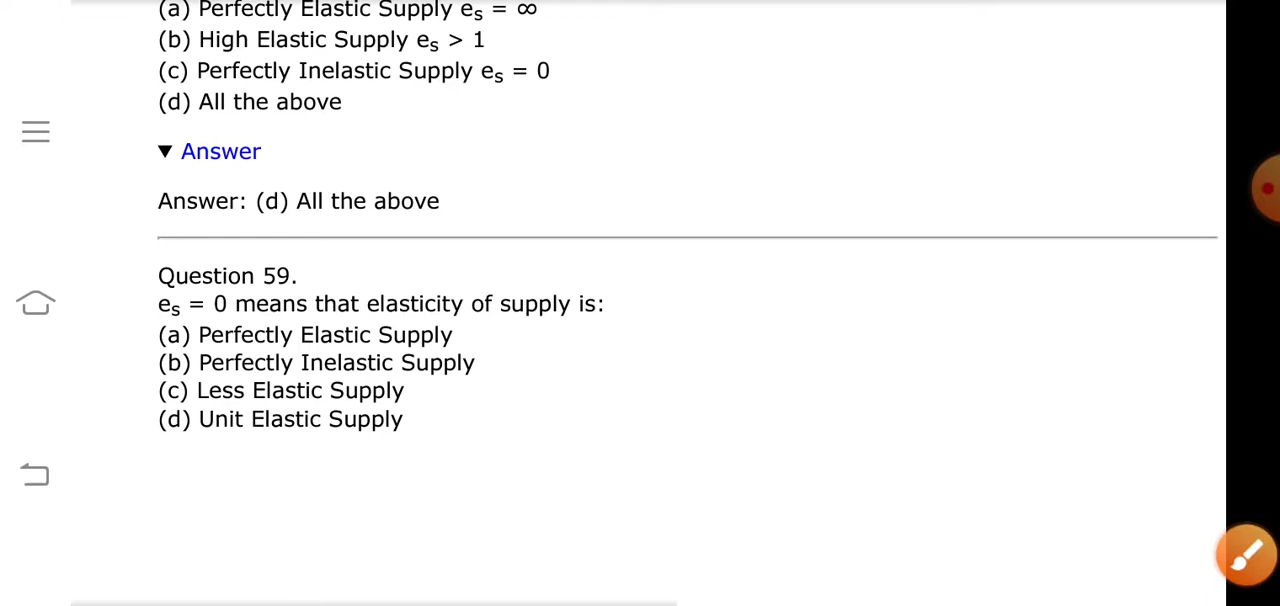 (a) Perfectly Elastic Supply es = ∞
(b) High Elastic Supply es > 1
(c) Perfectly Inelastic Supply es = 0
(d) All the above
▼ Answer
Answer: (d) All the above
Question 59.
es = 0 means that elasticity of supply is:
(a) Perfectly Elastic Supply
(b) Perfectly Inelastic Supply
(c) Less Elastic Supply
(d) Unit Elastic Supply